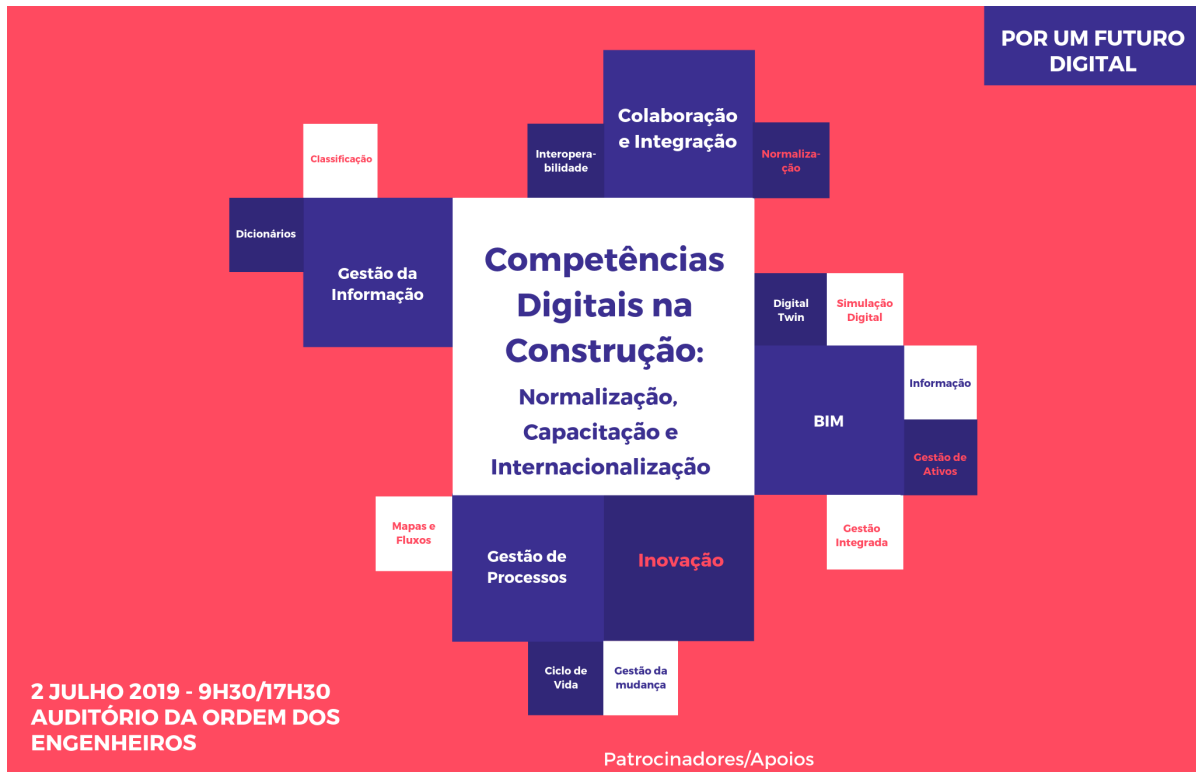 POR UM FUTURO
DIGITAL
Colaboração
e Integração
Interopera-
bilidade
Normaliza-
ção
Classificação
Dicionários
Gestão da
Informação
Competências
Digitais na
Construção:
Normalização,
Capacitação e
Internacionalização
Digital
Twin
Simulação
Digital
BIM
Informação
Gestão de
Ativos
Gestão
Integrada
Mapas e
Fluxos
Gestão de
Processos
Inovação
Ciclo de
Vida
Gestão da
mudança
2 JULHO 2019 - 9H30/17H30
AUDITÓRIO DA ORDEM DOS
ENGENHEIROS
Patrocinadores/Apoios